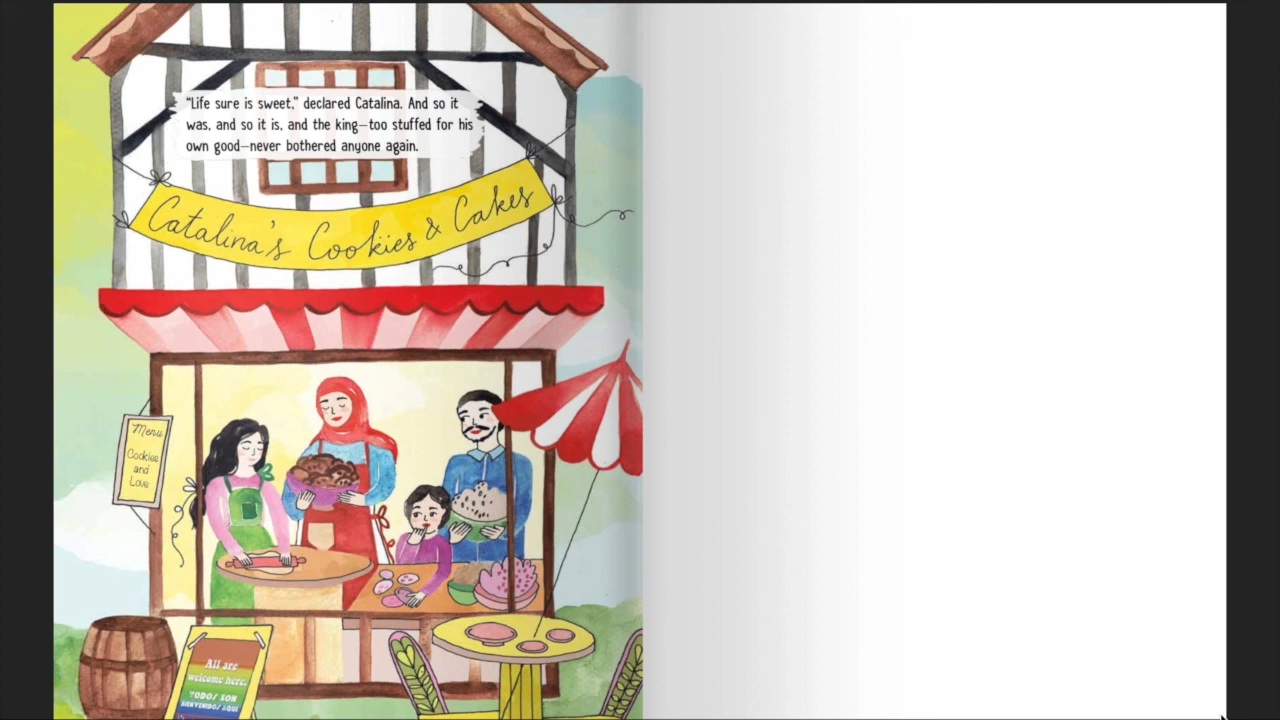 “Life sure is sweet,” declared Catalina. And so it
was, and so it is, and the king—too stuffed for his
own good—never bothered anyone again.
Catalina's Cookies & Cakes
Menu
Cookies
and
Love
All are
welcome here.
TODOS SON
BIENVENIDOS AQUÍ